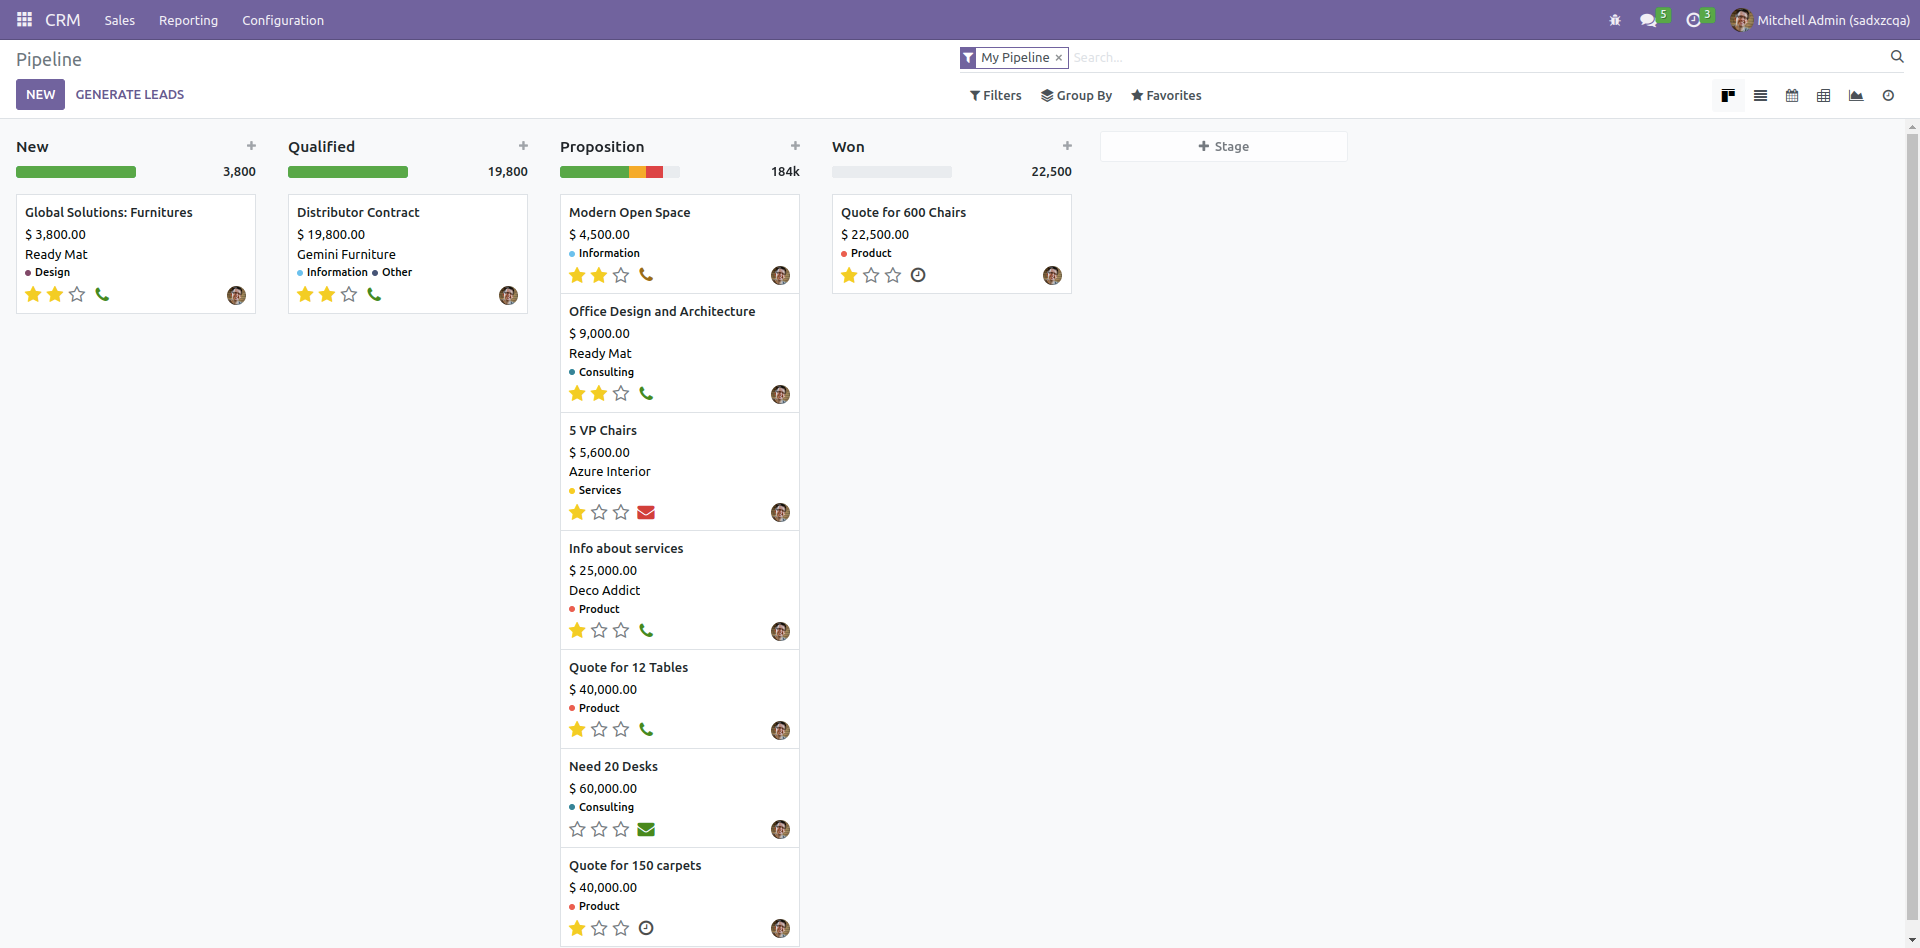 CRM Sales Reporting Configuration 5 3 Mitchell Admin (sadxzcqa)
Pipeline
My Pipeline × Search...
NEW GENERATE LEADS
Filters Group By Favorites
New
3,800
Global Solutions: Furnitures
$ 3,800.00
Ready Mat
Design
Qualified
19,800
Distributor Contract
$ 19,800.00
Gemini Furniture
Information Other
Proposition
184k
Modern Open Space
$ 4,500.00
Information
Office Design and Architecture
$ 9,000.00
Ready Mat
Consulting
5 VP Chairs
$ 5,600.00
Azure Interior
Services
Info about services
$ 25,000.00
Deco Addict
Product
Quote for 12 Tables
$ 40,000.00
Product
Need 20 Desks
$ 60,000.00
Consulting
Quote for 150 carpets
$ 40,000.00
Product
Won
22,500
Quote for 600 Chairs
$ 22,500.00
Product
+ Stage